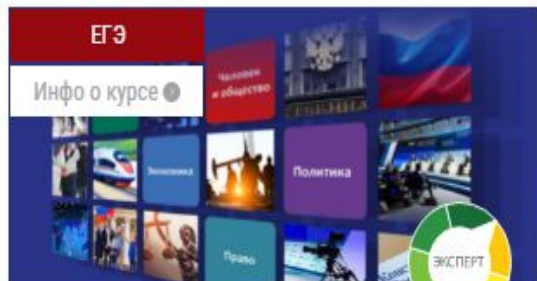 ЕГЭ
Инфо о курсе
Человек
и общество
Экономика
Политика
Право
ЭКСПЕРТ